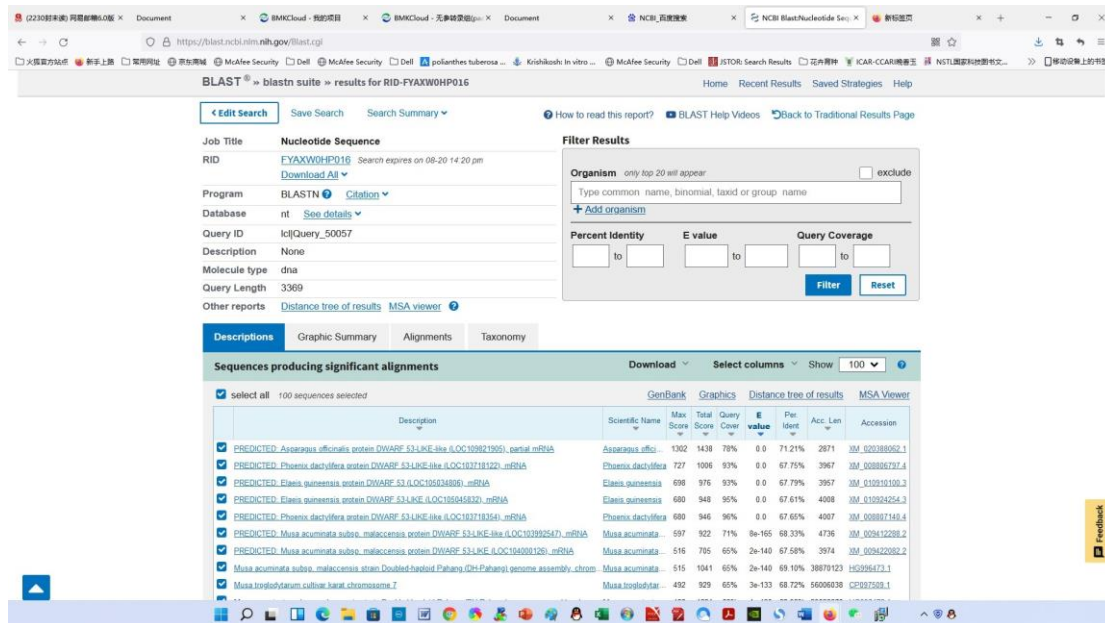 (2230封未读) 网易邮箱6.0版 × Document × BMKCloud - 我的项目 × BMKCloud - 无参转录组(po × Document × NCBI_百度搜索 × NCBI Blast:Nucleotide Seq × 新标签页 × +
https://blast.ncbi.nlm.nih.gov/Blast.cgi
火狐官方站点 新手上路 常用网址 京东商城 McAfee Security Dell McAfee Security Dell polianthes tuberosa ... Krishikosh: In vitro ... McAfee Security Dell JSTOR: Search Results 花卉育种 ICAR-CCARI晚香玉 NSTL国家科技图书文... 移动设备上的书签
BLAST ® » blastn suite » results for RID-FYAXW0HP016 Home Recent Results Saved Strategies Help
< Edit Search Save Search Search Summary How to read this report? BLAST Help Videos Back to Traditional Results Page
Job Title Nucleotide Sequence
RID FYAXW0HP016 Search expires on 08-20 14:20 pm
Download All
Program BLASTN Citation
Database nt See details
Query ID lcl|Query_50057
Description None
Molecule type dna
Query Length 3369
Other reports Distance tree of results MSA viewer
Filter Results
Organism only top 20 will appear exclude
Type common name, binomial, taxid or group name
+ Add organism
Percent Identity E value Query Coverage
to to to
Filter Reset
Descriptions Graphic Summary Alignments Taxonomy
Sequences producing significant alignments Download Select columns Show 100
select all 100 sequences selected GenBank Graphics Distance tree of results MSA Viewer
Description Scientific Name Max Score Total Score Query Cover E value Per. Ident Acc. Len Accession
PREDICTED: Asparagus officinalis protein DWARF 53-LIKE-like (LOC109821905), partial mRNA Asparagus offici... 1302 1438 78% 0.0 71.21% 2871 XM_020388062.1
PREDICTED: Phoenix dactylifera protein DWARF 53-LIKE-like (LOC103718122), mRNA Phoenix dactylifera 727 1006 93% 0.0 67.75% 3967 XM_008806797.4
PREDICTED: Elaeis guineensis protein DWARF 53 (LOC105034806), mRNA Elaeis guineensis 698 976 93% 0.0 67.79% 3957 XM_010910100.3
PREDICTED: Elaeis guineensis protein DWARF 53-LIKE (LOC105045832), mRNA Elaeis guineensis 680 948 95% 0.0 67.61% 4008 XM_010924254.3
PREDICTED: Phoenix dactylifera protein DWARF 53-LIKE-like (LOC103718354), mRNA Phoenix dactylifera 680 946 96% 0.0 67.65% 4007 XM_008807140.4
PREDICTED: Musa acuminata subsp. malaccensis protein DWARF 53-LIKE-like (LOC103992547), mRNA Musa acuminata... 597 922 71% 8e-165 68.33% 4736 XM_009412288.2
PREDICTED: Musa acuminata subsp. malaccensis protein DWARF 53-LIKE (LOC104000126), mRNA Musa acuminata... 516 705 65% 2e-140 67.58% 3974 XM_009422082.2
Musa acuminata subsp. malaccensis strain Doubled-haploid Pahang (DH-Pahang) genome assembly, chrom... Musa acuminata... 515 1041 65% 2e-140 69.10% 38870123 HG996473.1
Musa troglodytarum cultivar karat chromosome 7 Musa troglodytar... 492 929 65% 3e-133 68.72% 56006038 CP097509.1
Feedback